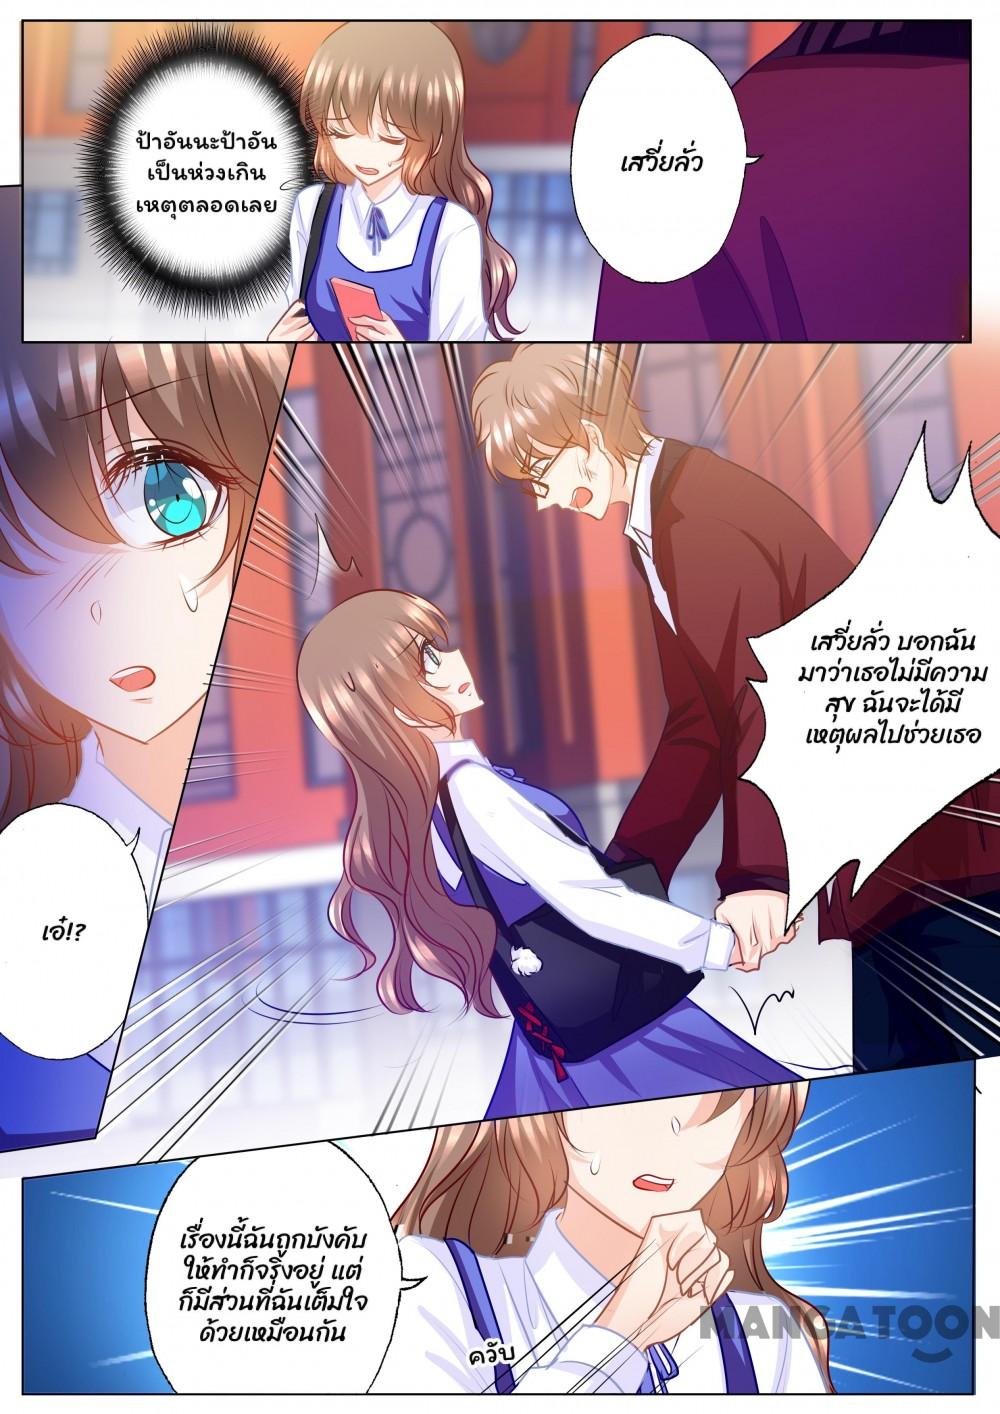 ป้าอันนะป้าอัน
เป็นห่วงเกิน
เหตุตลอดเลย
เสวี่ยลั่ว
เสวี่ยลั่ว บอกฉัน
มาว่าเธอไม่มีความ
สุข ฉันจะได้มี
เหตุผลไปช่วยเธอ
เอ๋!?
เรื่องนี้ฉันถูกบังคับ
ให้ทำก็จริงอยู่ แต่
ก็มีส่วนที่ฉันเต็มใจ
ด้วยเหมือนกัน
ควับ
MANGATOON